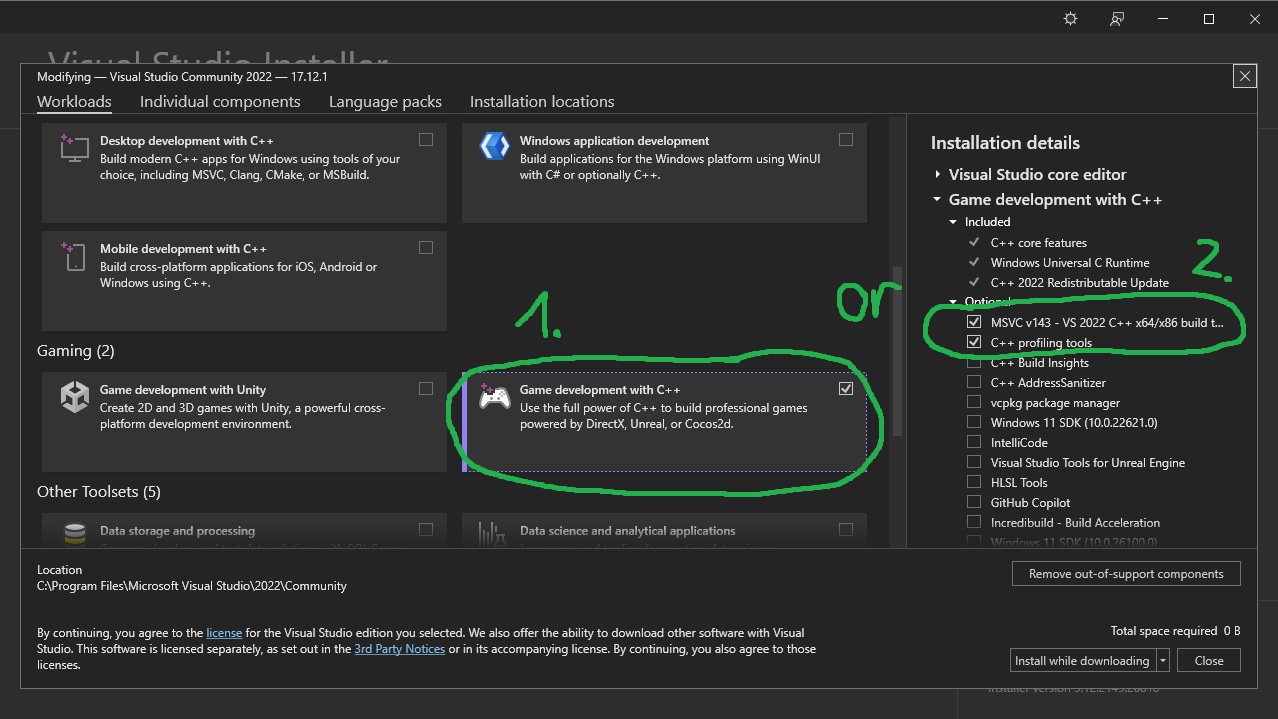 Visual Studio Installer
Modifying — Visual Studio Community 2022 — 17.12.1
Workloads Individual components Language packs Installation locations
Desktop development with C++
Build modern C++ apps for Windows using tools of your
choice, including MSVC, Clang, CMake, or MSBuild.
Windows application development
Build applications for the Windows platform using WinUI
with C# or optionally C++.
Mobile development with C++
Build cross-platform applications for iOS, Android or
Windows using C++.
1.
Gaming (2)
Game development with Unity
Create 2D and 3D games with Unity, a powerful cross-
platform development environment.
Game development with C++
Use the full power of C++ to build professional games
powered by DirectX, Unreal, or Cocos2d.
Other Toolsets (5)
Data storage and processing
Data science and analytical applications
or
2.
Installation details
Visual Studio core editor
Game development with C++
Included
C++ core features
Windows Universal C Runtime
C++ 2022 Redistributable Update
Optional
MSVC v143 - VS 2022 C++ x64/x86 build t...
C++ profiling tools
C++ Build Insights
C++ AddressSanitizer
vcpkg package manager
Windows 11 SDK (10.0.22621.0)
IntelliCode
Visual Studio Tools for Unreal Engine
HLSL Tools
GitHub Copilot
Incredibuild - Build Acceleration
Windows 11 SDK (10.0.26100.0)
Location
C:\Program Files\Microsoft Visual Studio\2022\Community
Remove out-of-support components
By continuing, you agree to the license for the Visual Studio edition you selected. We also offer the ability to download other software with Visual
Studio. This software is licensed separately, as set out in the 3rd Party Notices or in its accompanying license. By continuing, you also agree to those
licenses.
Total space required 0 B
Install while downloading
Close